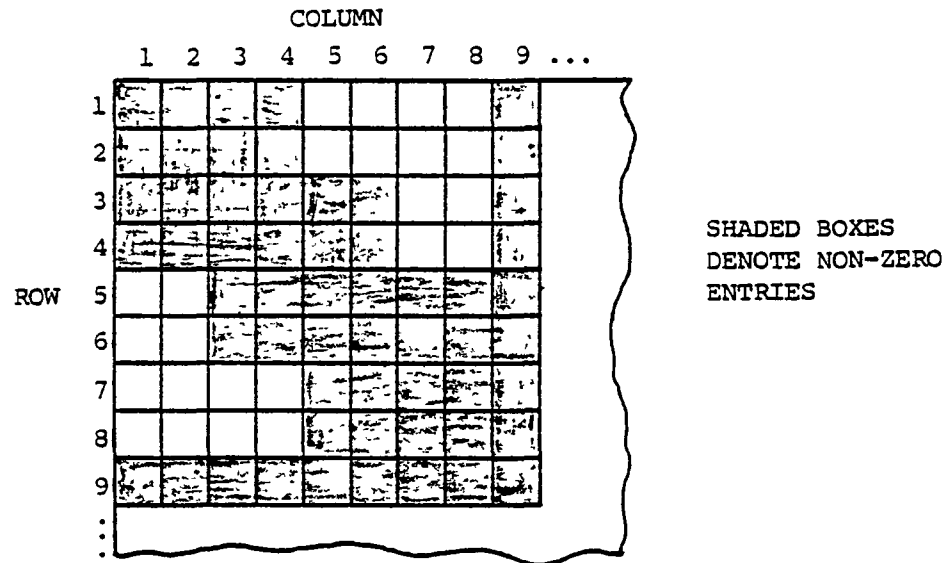 COLUMN
1 2 3 4 5 6 7 8 9 ...
1
2
3
4
ROW 5
6
7
8
9
:
SHADED BOXES
DENOTE NON-ZERO
ENTRIES